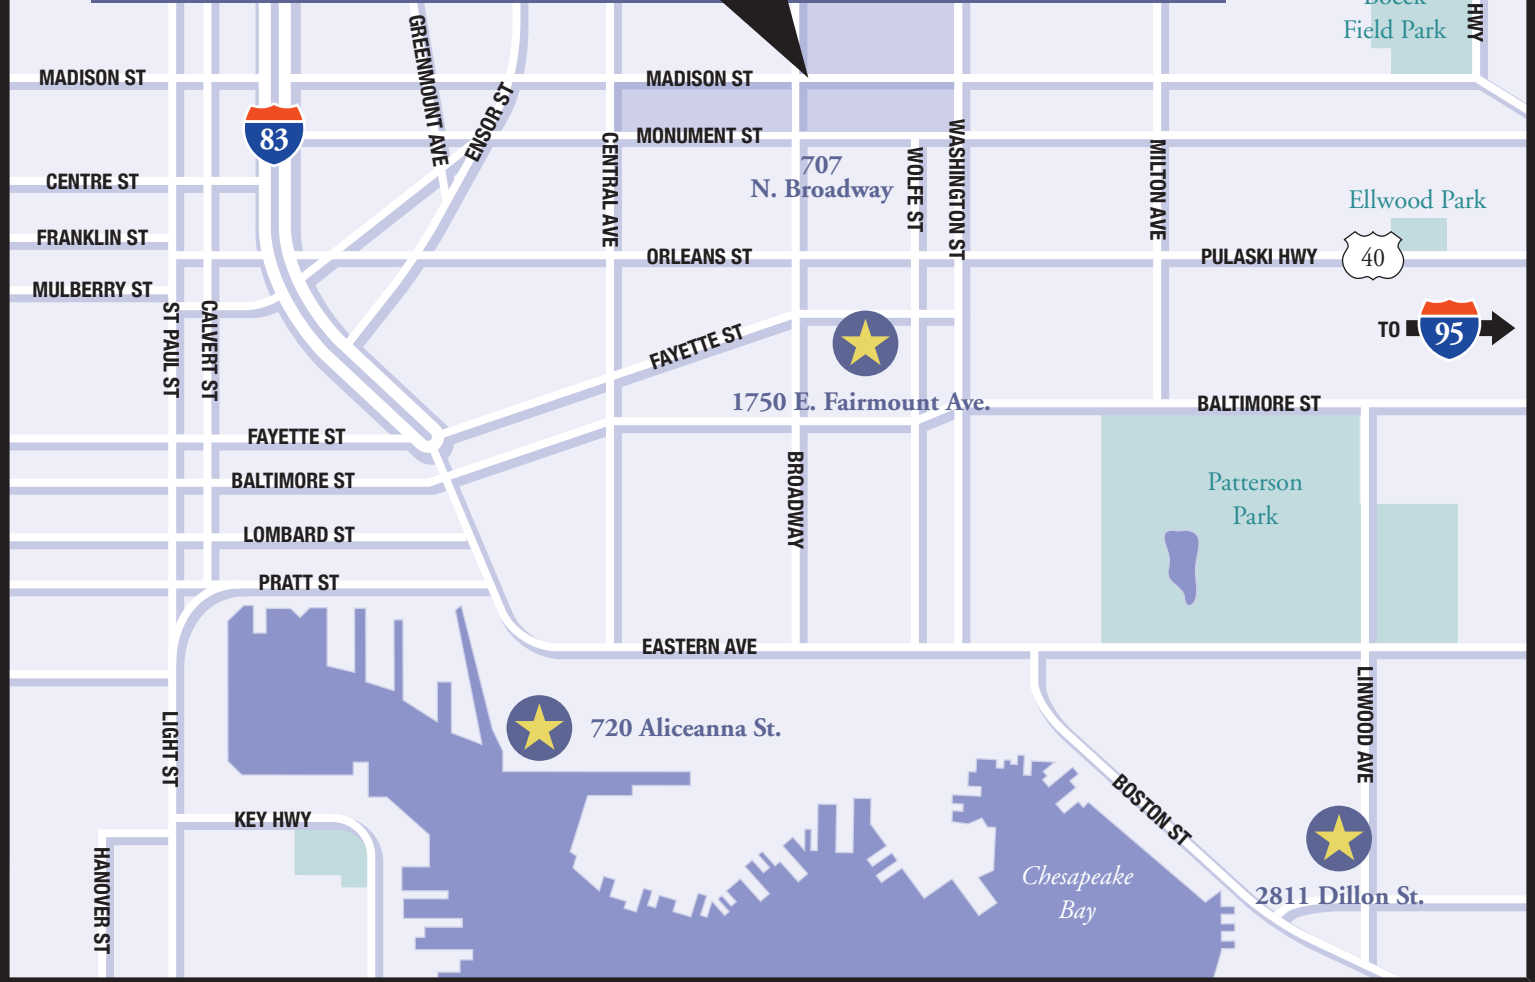 Boeck
Field Park
HWY
GREENMOUNT AVE
ENSOR ST
MADISON ST
MADISON ST
83
MONUMENT ST
CENTRAL AVE
707
N. Broadway
WOLFE ST
WASHINGTON ST
MILTON AVE
CENTRE ST
Ellwood Park
FRANKLIN ST
ORLEANS ST
PULASKI HWY
40
MULBERRY ST
ST PAUL ST
CALVERT ST
TO
95
FAYETTE ST
1750 E. Fairmount Ave.
BALTIMORE ST
FAYETTE ST
BALTIMORE ST
BROADWAY
Patterson
Park
LOMBARD ST
PRATT ST
EASTERN AVE
LINWOOD AVE
LIGHT ST
720 Aliceanna St.
BOSTON ST
KEY HWY
HANOVER ST
Chesapeake
Bay
2811 Dillon St.